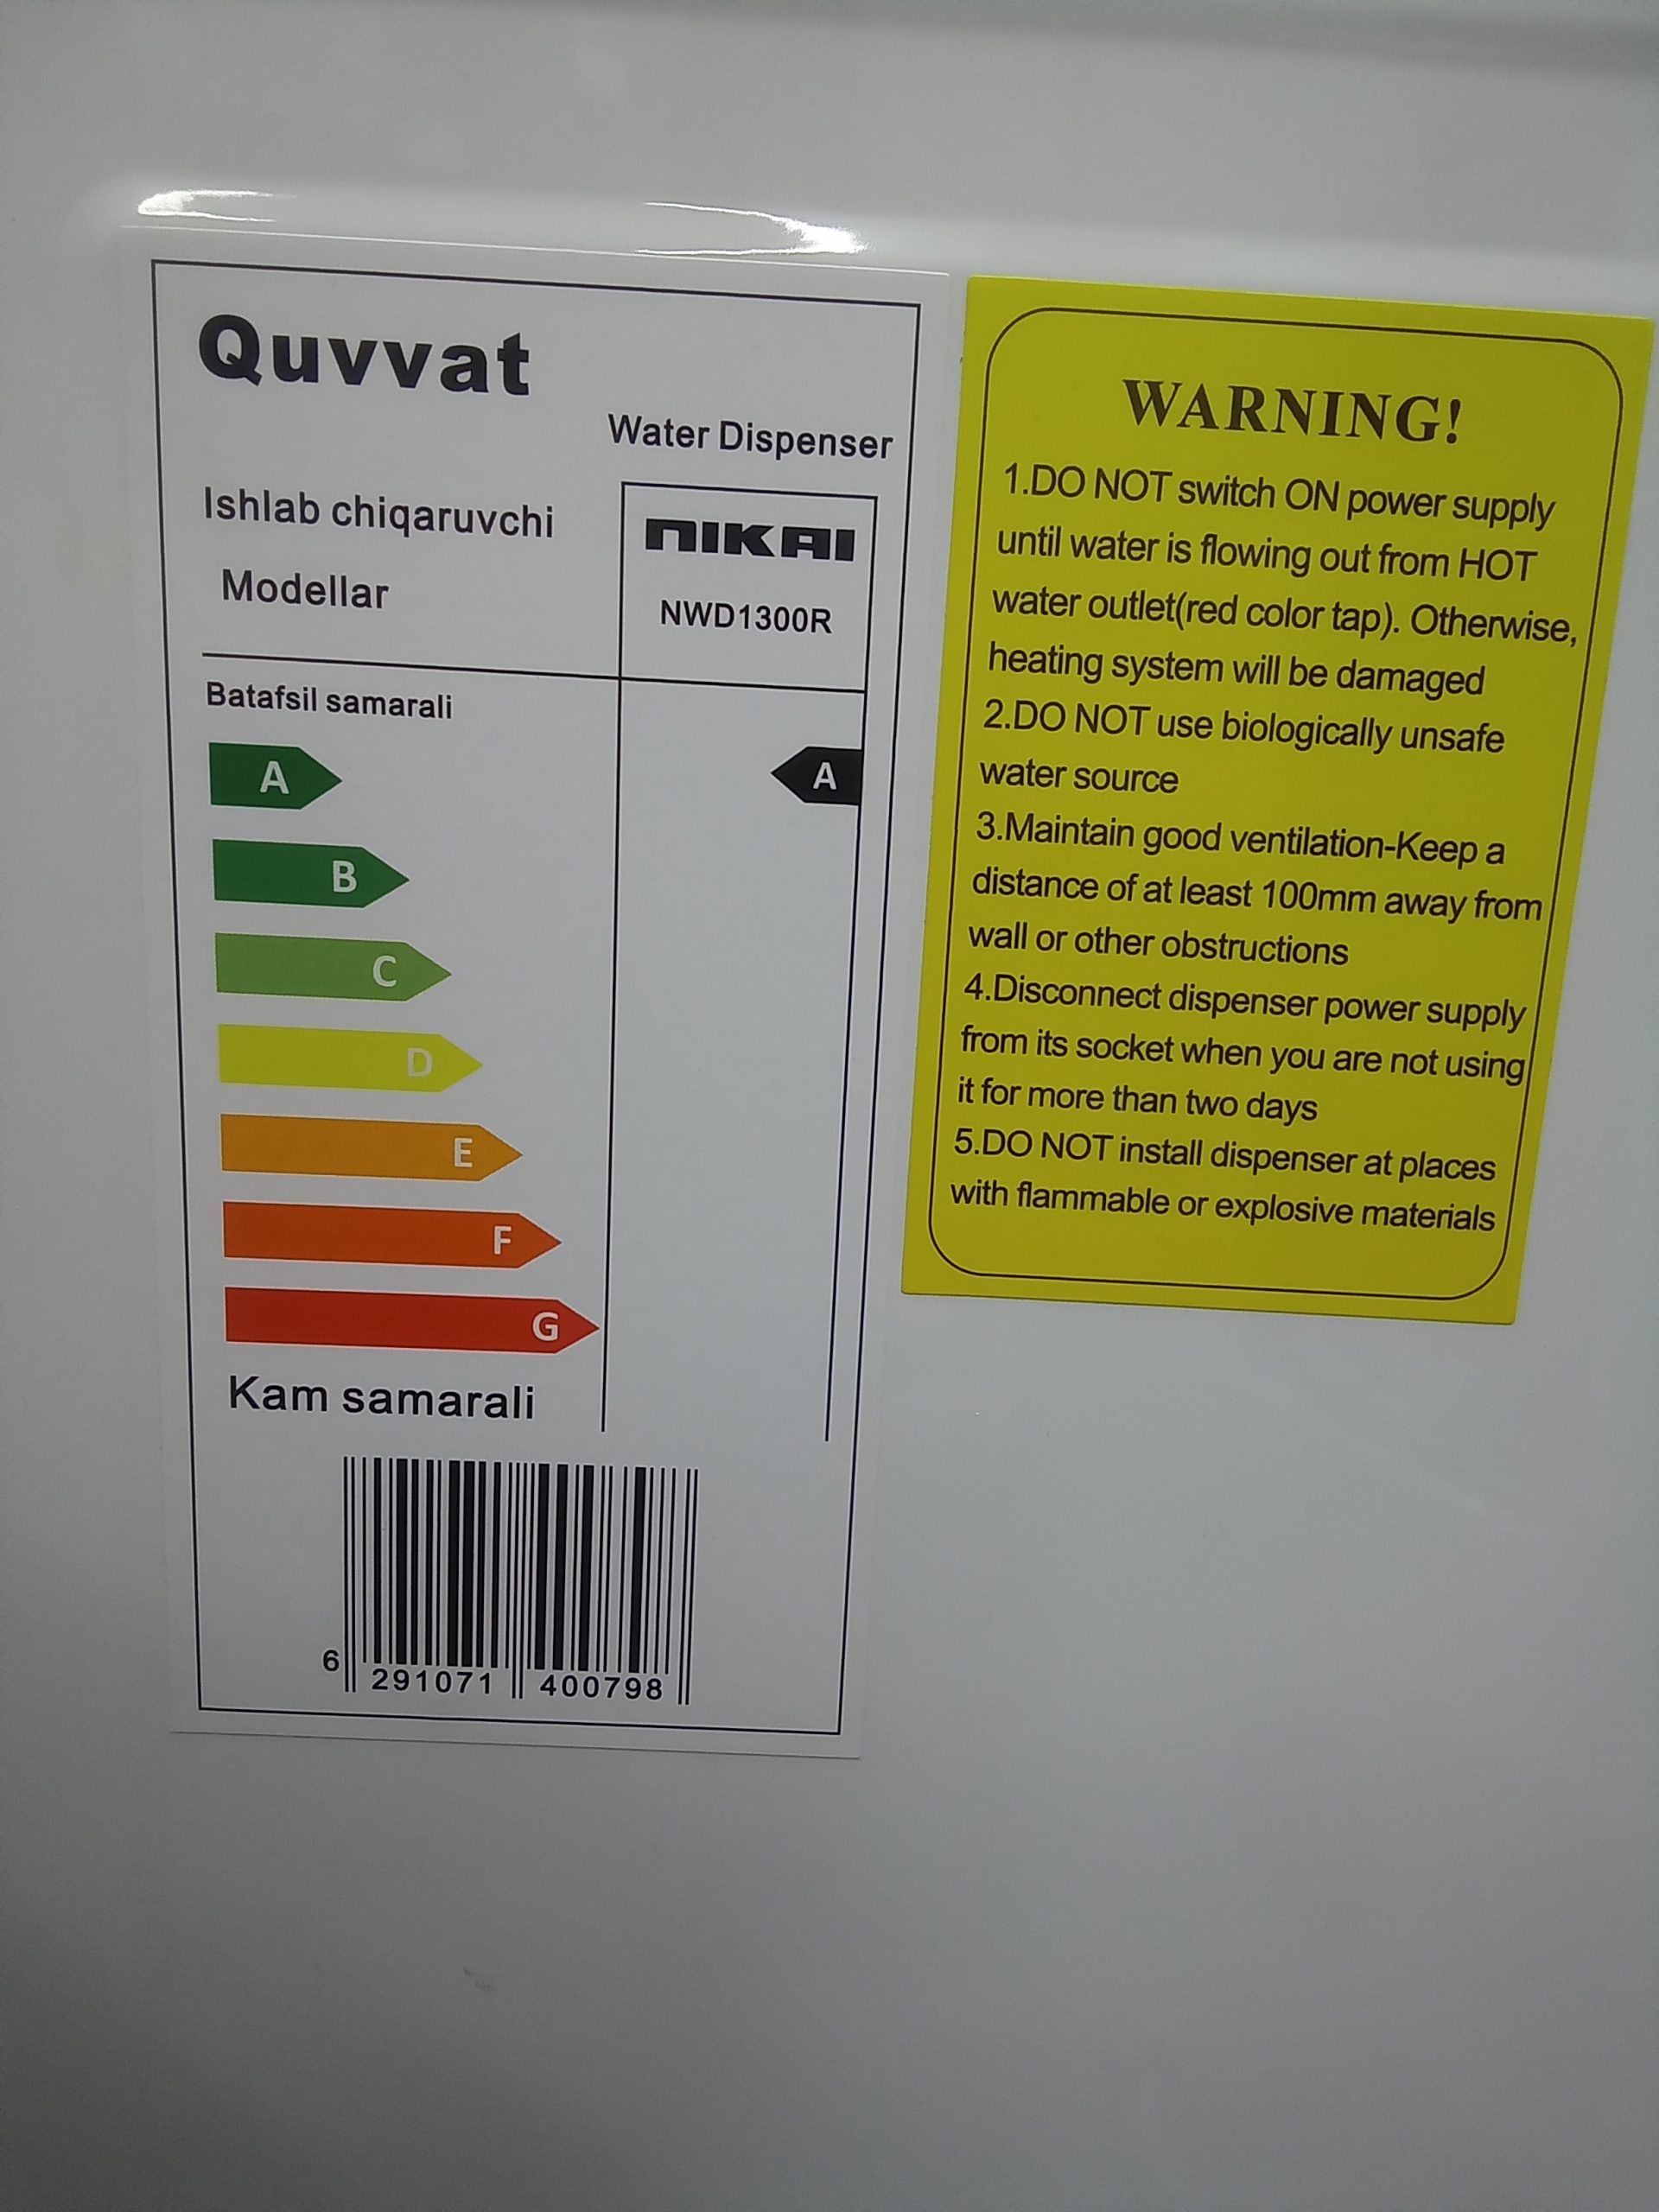 Quvvat
Water Dispenser
Ishlab chiqaruvchi
NIKAI
Modellar
NWD1300R
Batafsil samarali
A
A
B
C
D
E
F
G
Kam samarali
6 291071 400798
WARNING!
1.DO NOT switch ON power supply
until water is flowing out from HOT
water outlet(red color tap). Otherwise,
heating system will be damaged
2.DO NOT use biologically unsafe
water source
3.Maintain good ventilation-Keep a
distance of at least 100mm away from
wall or other obstructions
4.Disconnect dispenser power supply
from its socket when you are not using
it for more than two days
5.DO NOT install dispenser at places
with flammable or explosive materials